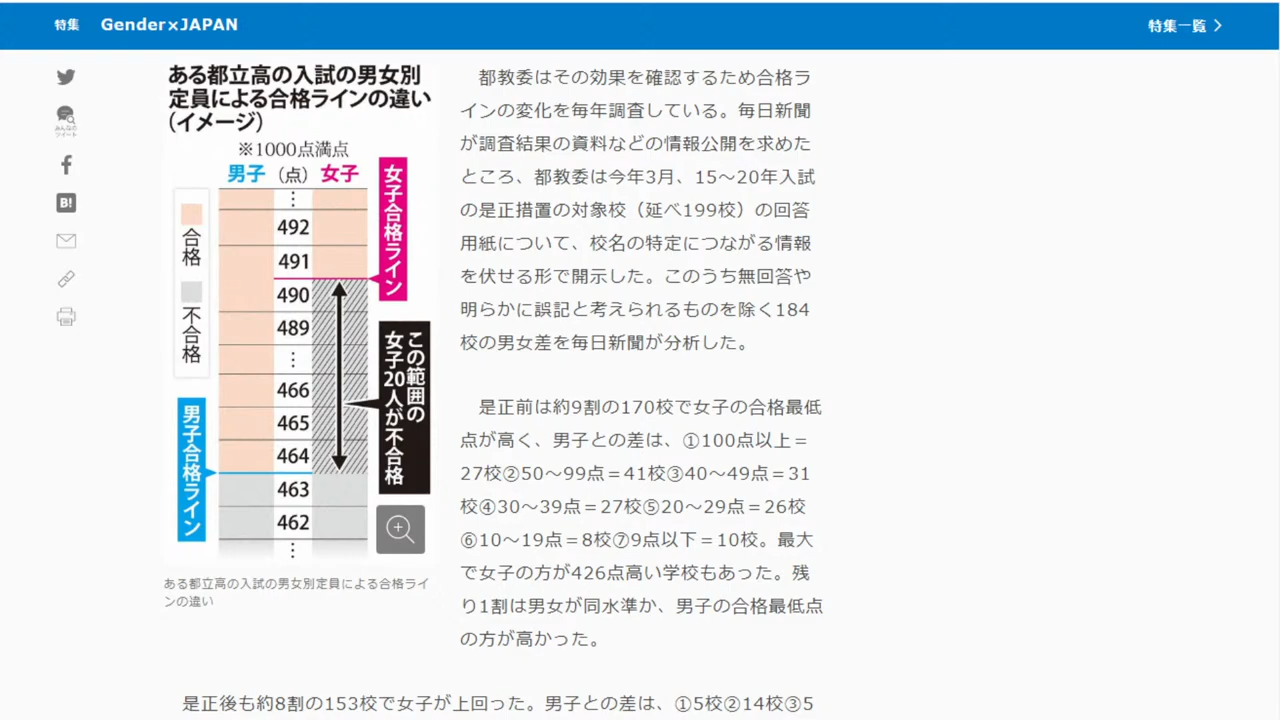 特集 Gender×JAPAN
特集一覧
みんなの
ツイート
B!
ある都立高の入試の男女別
定員による合格ラインの違い
(イメージ)
※1000点満点
男子 (点) 女子
合格
不合格
⋮
492
491
490
489
⋮
466
465
464
463
462
⋮
女子合格ライン
この範囲の
女子20人が不合格
男子合格ライン
ある都立高の入試の男女別定員による合格ライ
ンの違い
都教委はその効果を確認するため合格ラ
インの変化を毎年調査している。毎日新聞
が調査結果の資料などの情報公開を求めた
ところ、都教委は今年3月、15～20年入試
の是正措置の対象校（延べ199校）の回答
用紙について、校名の特定につながる情報
を伏せる形で開示した。このうち無回答や
明らかに誤記と考えられるものを除く184
校の男女差を毎日新聞が分析した。
是正前は約9割の170校で女子の合格最低
点が高く、男子との差は、①100点以上＝
27校②50～99点＝41校③40～49点＝31
校④30～39点＝27校⑤20～29点＝26校
⑥10～19点＝8校⑦9点以下＝10校。最大
で女子の方が426点高い学校もあった。残
り1割は男女が同水準か、男子の合格最低点
の方が高かった。
是正後も約8割の153校で女子が上回った。男子との差は、①5校②14校③5